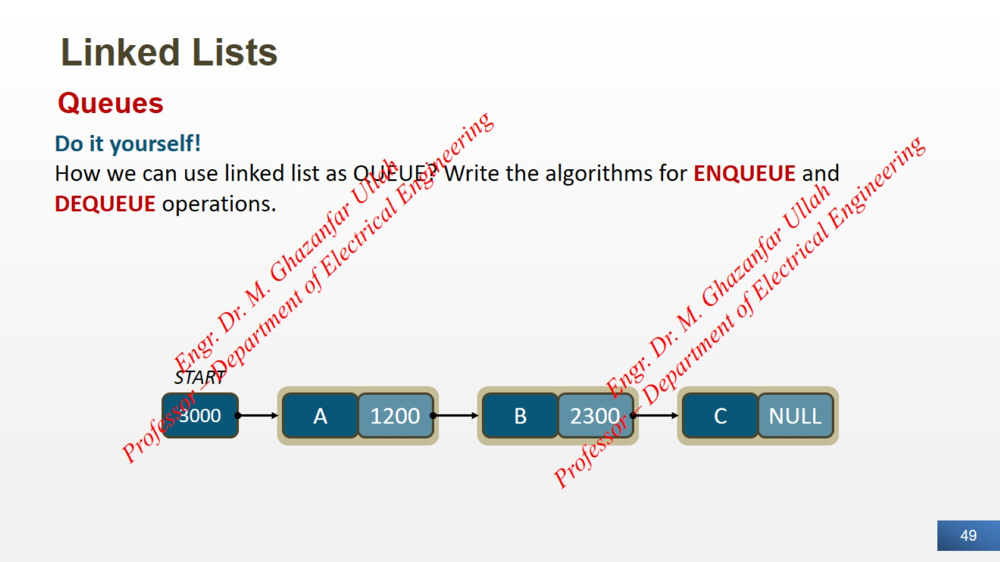 Linked Lists
Queues
Do it yourself!
How we can use linked list as QUEUE? Write the algorithms for ENQUEUE and
DEQUEUE operations.
Engr. Dr. M. Ghazanfar Ullah
Professor – Department of Electrical Engineering
Engr. Dr. M. Ghazanfar Ullah
Professor – Department of Electrical Engineering
START
3000 A 1200 B 2300 C NULL
49